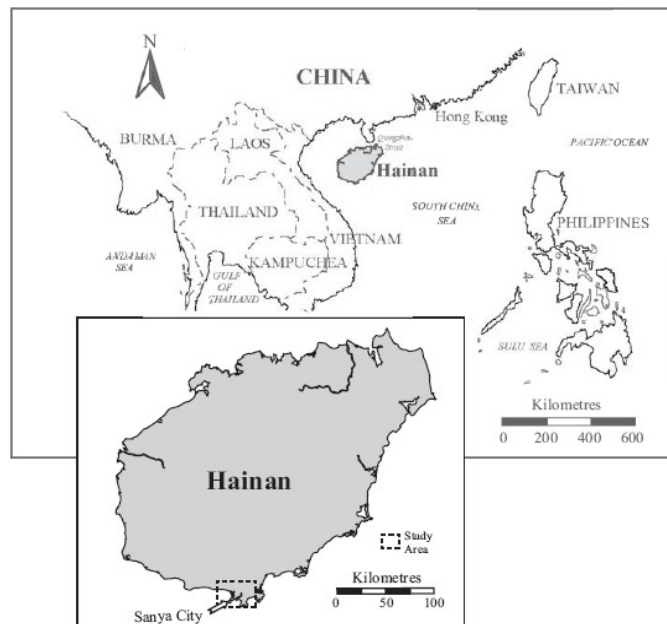 N
CHINA
TAIWAN
Hong Kong
BURMA
LAOS
Strait
PACIFIC OCEAN
Hainan
THAILAND
SOUTH CHINA
SEA
VIETNAM
PHILIPPINES
ANDAMAN
SEA
KAMPUCHEA
GULF
OF
THAILAND
SULU SEA
Kilometres
0 200 400 600
Hainan
Study
Area
Kilometres
0 50 100
Sanya City